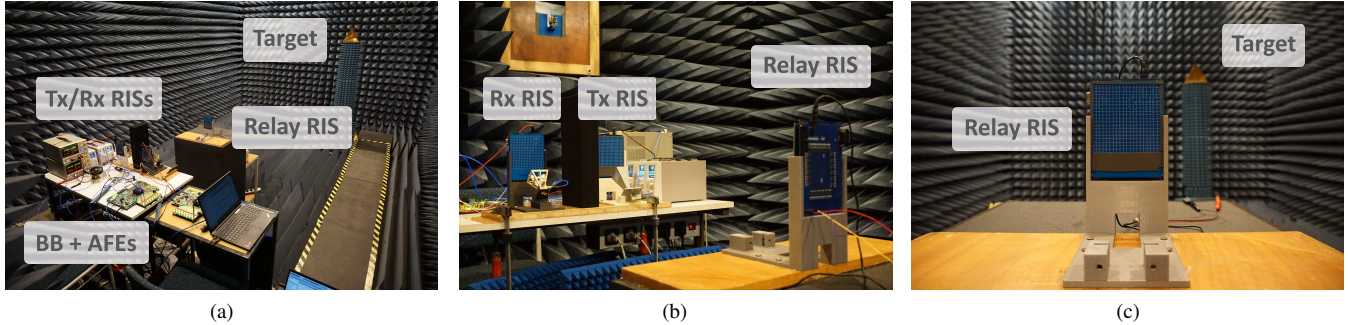 Target
Tx/Rx RISs
Relay RIS
BB + AFEs
(a)
Relay RIS
Rx RIS
Tx RIS
(b)
Target
Relay RIS
(c)